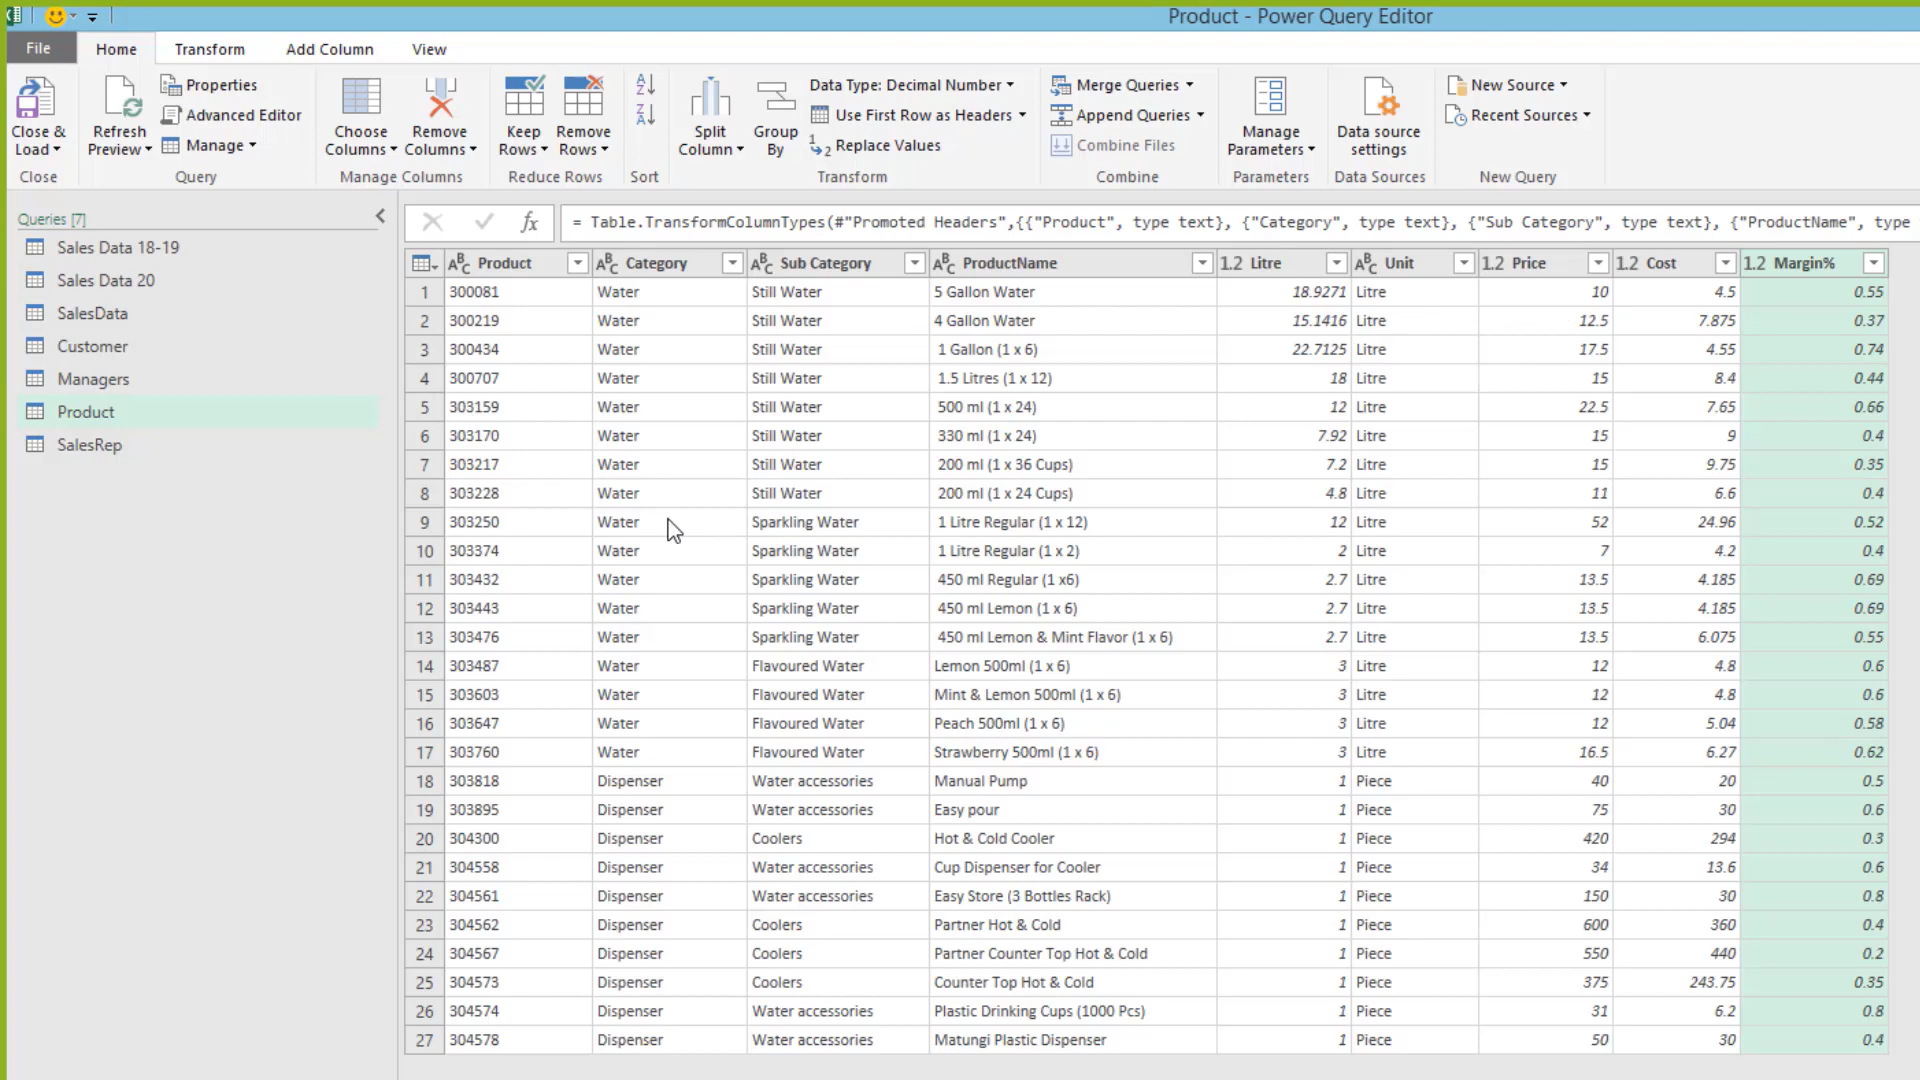 Product - Power Query Editor
File Home Transform Add Column View
Close & Load
Refresh Preview
Properties
Advanced Editor
Manage
Choose Columns
Remove Columns
Keep Rows
Remove Rows
Split Column
Group By
Data Type: Decimal Number
Use First Row as Headers
Replace Values
Merge Queries
Append Queries
Combine Files
Manage Parameters
Data source settings
New Source
Recent Sources
Close Query Manage Columns Reduce Rows Sort Transform Combine Parameters Data Sources New Query
Queries [7]
Sales Data 18-19
Sales Data 20
SalesData
Customer
Managers
Product
SalesRep
fx = Table.TransformColumnTypes(#"Promoted Headers",{{"Product", type text}, {"Category", type text}, {"Sub Category", type text}, {"ProductName", type
ABC Product ABC Category ABC Sub Category ABC ProductName 1.2 Litre ABC Unit 1.2 Price 1.2 Cost 1.2 Margin%
1 300081 Water Still Water 5 Gallon Water 18.9271 Litre 10 4.5 0.55
2 300219 Water Still Water 4 Gallon Water 15.1416 Litre 12.5 7.875 0.37
3 300434 Water Still Water 1 Gallon (1 x 6) 22.7125 Litre 17.5 4.55 0.74
4 300707 Water Still Water 1.5 Litres (1 x 12) 18 Litre 15 8.4 0.44
5 303159 Water Still Water 500 ml (1 x 24) 12 Litre 22.5 7.65 0.66
6 303170 Water Still Water 330 ml (1 x 24) 7.92 Litre 15 9 0.4
7 303217 Water Still Water 200 ml (1 x 36 Cups) 7.2 Litre 15 9.75 0.35
8 303228 Water Still Water 200 ml (1 x 24 Cups) 4.8 Litre 11 6.6 0.4
9 303250 Water Sparkling Water 1 Litre Regular (1 x 12) 12 Litre 52 24.96 0.52
10 303374 Water Sparkling Water 1 Litre Regular (1 x 2) 2 Litre 7 4.2 0.4
11 303432 Water Sparkling Water 450 ml Regular (1 x6) 2.7 Litre 13.5 4.185 0.69
12 303443 Water Sparkling Water 450 ml Lemon (1 x 6) 2.7 Litre 13.5 4.185 0.69
13 303476 Water Sparkling Water 450 ml Lemon & Mint Flavor (1 x 6) 2.7 Litre 13.5 6.075 0.55
14 303487 Water Flavoured Water Lemon 500ml (1 x 6) 3 Litre 12 4.8 0.6
15 303603 Water Flavoured Water Mint & Lemon 500ml (1 x 6) 3 Litre 12 4.8 0.6
16 303647 Water Flavoured Water Peach 500ml (1 x 6) 3 Litre 12 5.04 0.58
17 303760 Water Flavoured Water Strawberry 500ml (1 x 6) 3 Litre 16.5 6.27 0.62
18 303818 Dispenser Water accessories Manual Pump 1 Piece 40 20 0.5
19 303895 Dispenser Water accessories Easy pour 1 Piece 75 30 0.6
20 304300 Dispenser Coolers Hot & Cold Cooler 1 Piece 420 294 0.3
21 304558 Dispenser Water accessories Cup Dispenser for Cooler 1 Piece 34 13.6 0.6
22 304561 Dispenser Water accessories Easy Store (3 Bottles Rack) 1 Piece 150 30 0.8
23 304562 Dispenser Coolers Partner Hot & Cold 1 Piece 600 360 0.4
24 304567 Dispenser Coolers Partner Counter Top Hot & Cold 1 Piece 550 440 0.2
25 304573 Dispenser Coolers Counter Top Hot & Cold 1 Piece 375 243.75 0.35
26 304574 Dispenser Water accessories Plastic Drinking Cups (1000 Pcs) 1 Piece 31 6.2 0.8
27 304578 Dispenser Water accessories Matungi Plastic Dispenser 1 Piece 50 30 0.4